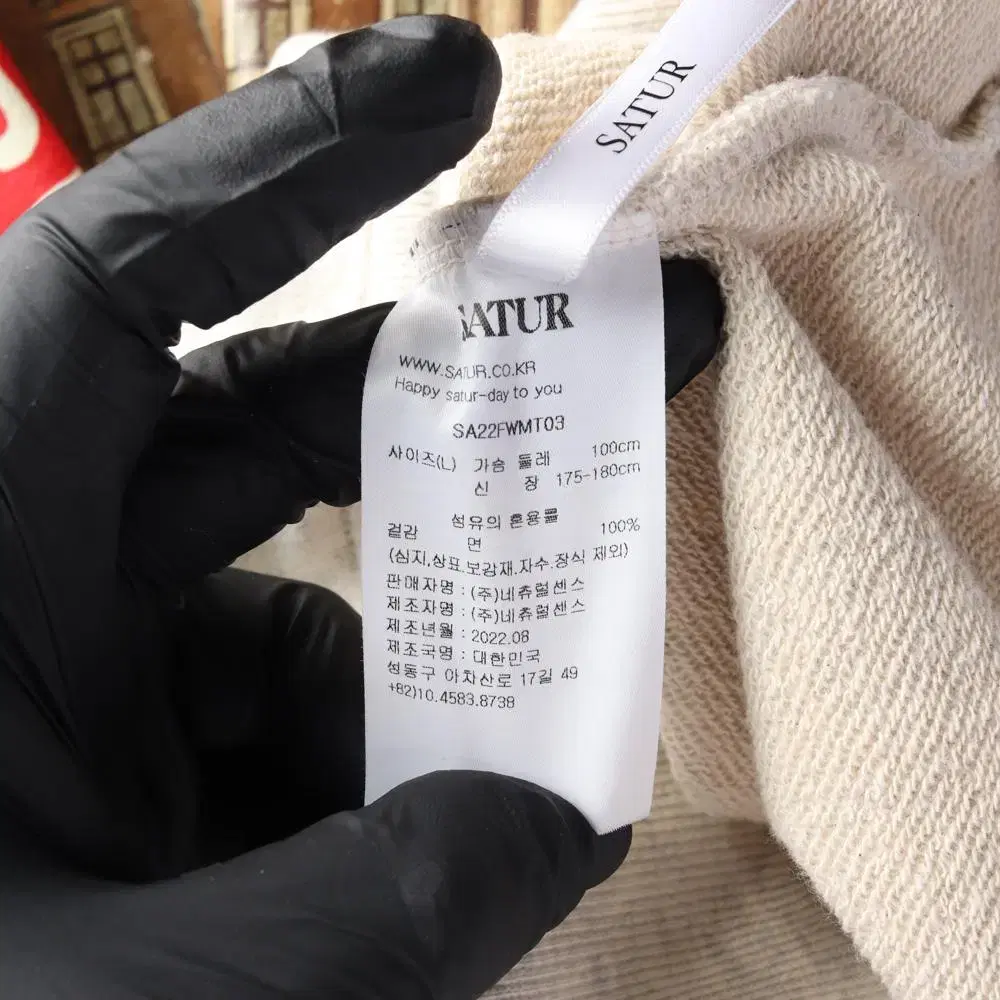 SATUR
SATUR
WWW.SATUR.CO.KR
Happy satur-day to you
SA22FWMT03
사이즈(L) 가슴 둘레 100cm
신 장 175-180cm
섬유의 혼용률
겉감 면 100%
(심지,상표.보강재.자수.장식 제외)
판매자명 : (주)네츄럴센스
제조자명 : (주)네츄럴센스
제조년월 : 2022.08
제조국명 : 대한민국
성동구 아차산로 17길 49
+82)10.4583.8738